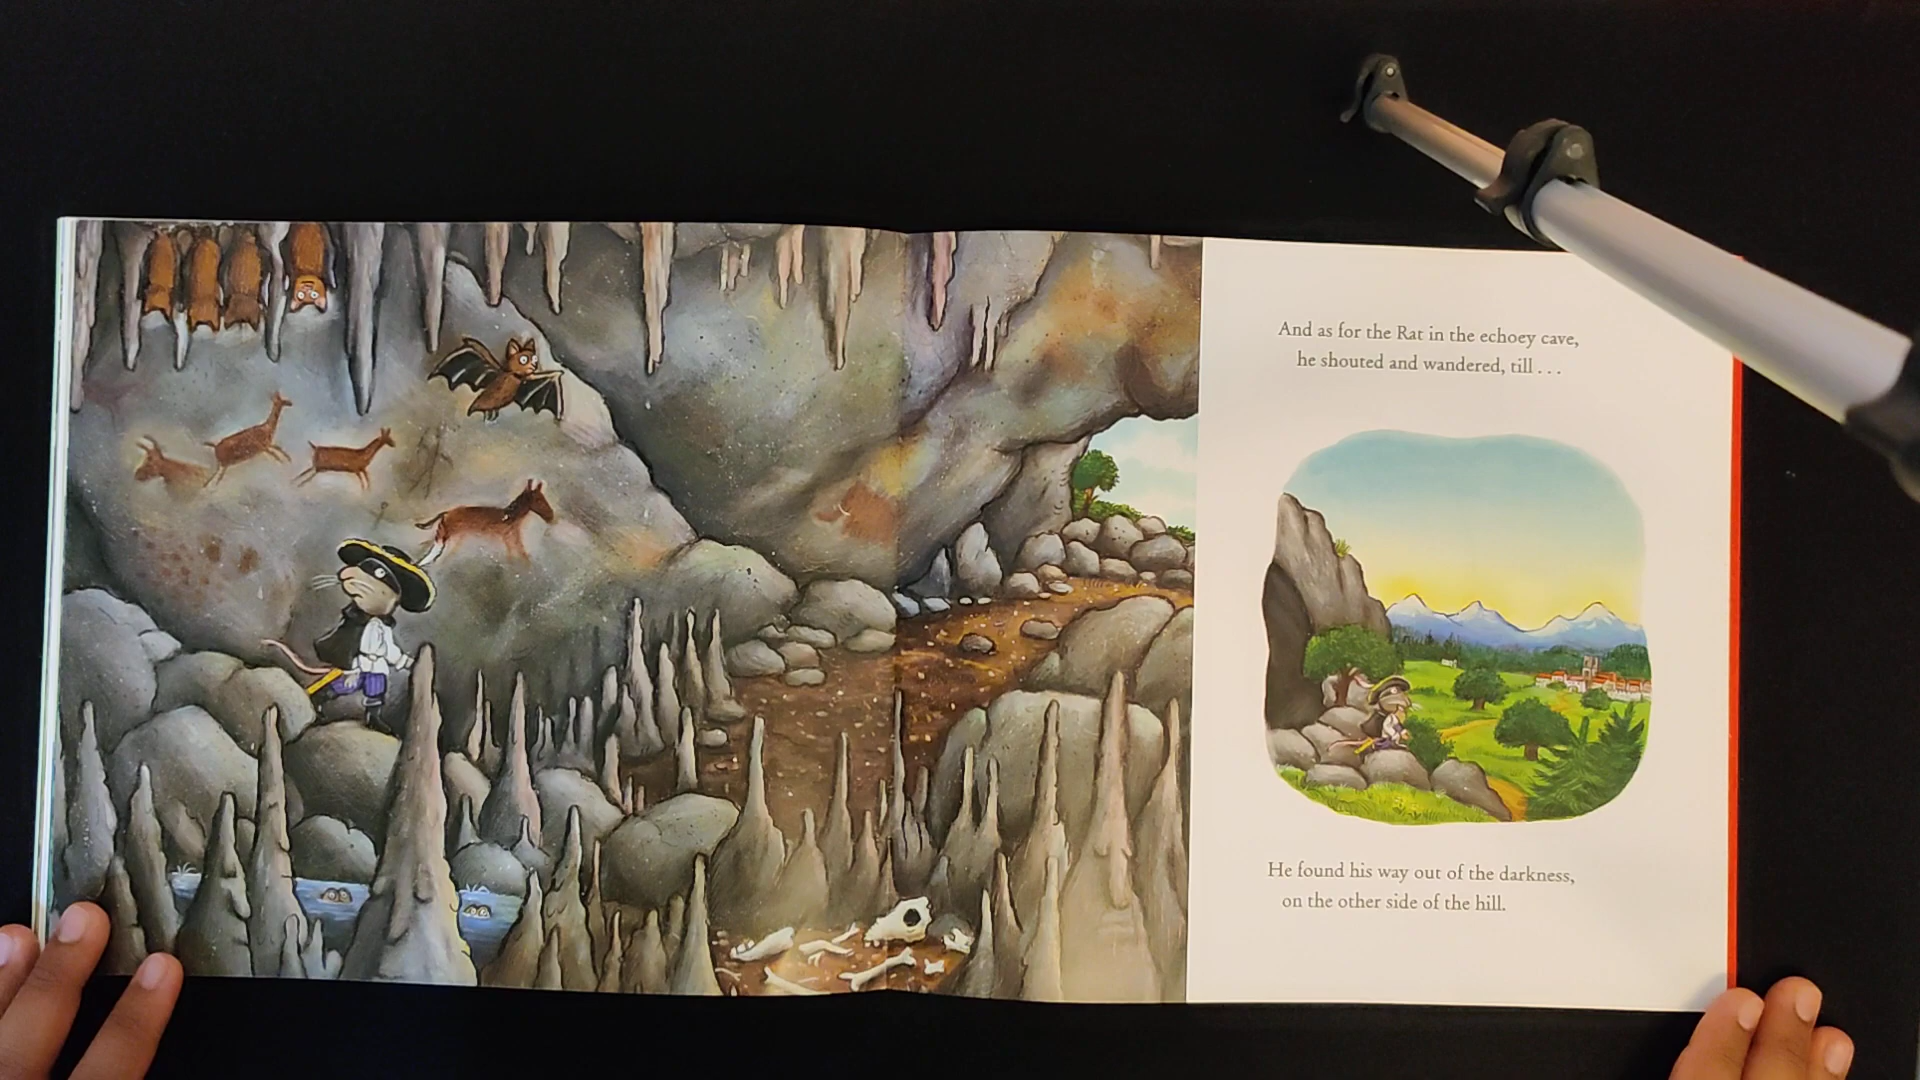 And as for the Rat in the echoey cave,
he shouted and wandered, till . . .
He found his way out of the darkness,
on the other side of the hill.